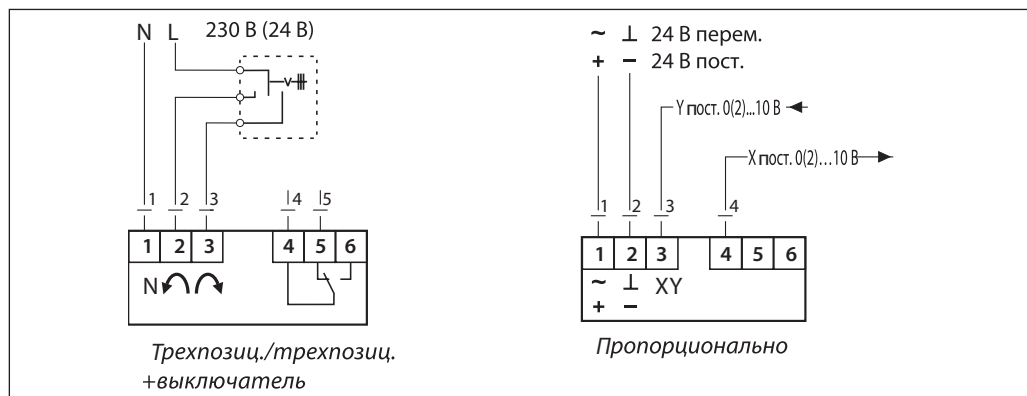 N L 230 В (24 В)
1 2 3 4 5
1 2 3 4 5 6
N
Трехпозиц./трехпозиц.
+выключатель
~ ⊥ 24 В перем.
+ − 24 В пост.
Y пост. 0(2)...10 В
X пост. 0(2)...10 В
1 2 3 4
1 2 3 4 5 6
~ ⊥ XY
+ −
Пропорционально